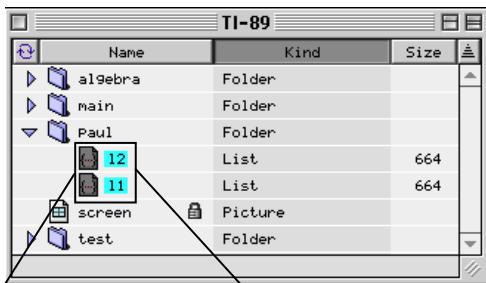 TI-89
Name Kind Size
algebra Folder
main Folder
Paul Folder
l2 List 664
l1 List 664
screen Picture
test Folder